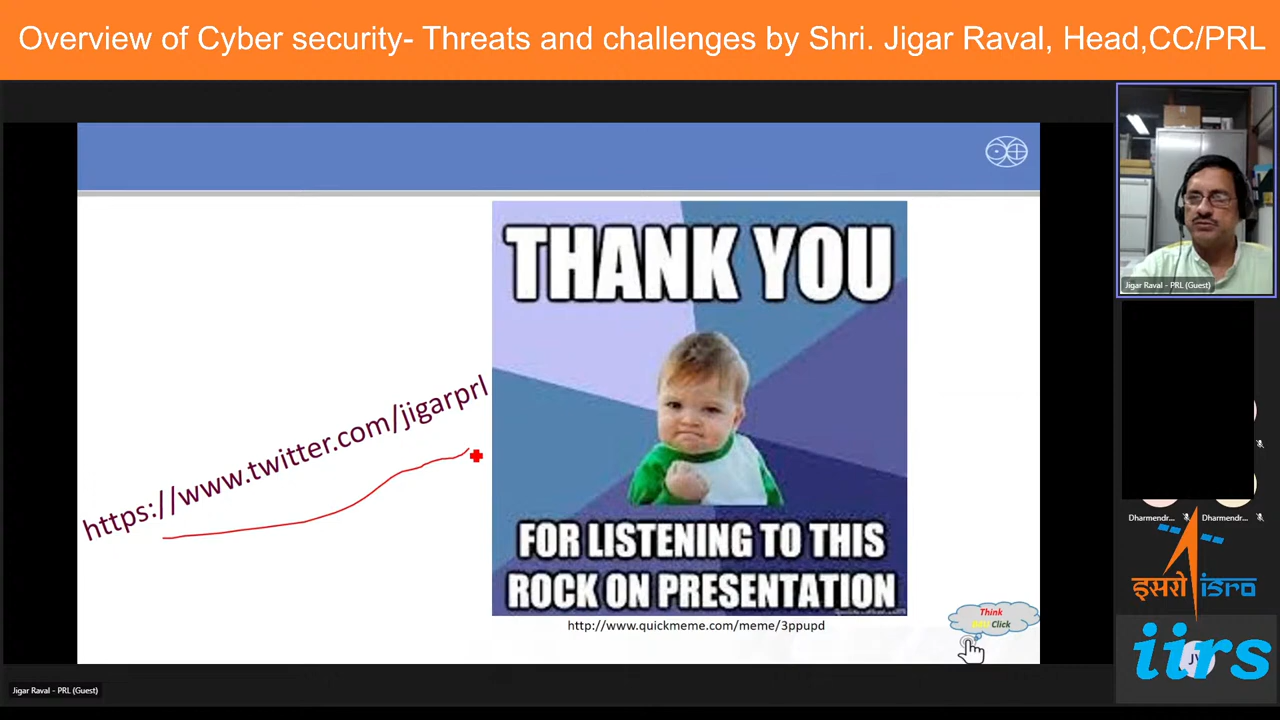 Overview of Cyber security- Threats and challenges by Shri. Jigar Raval, Head,CC/PRL
THANK YOU
https://www.twitter.com/jigarprl
FOR LISTENING TO THIS
ROCK ON PRESENTATION
http://www.quickmeme.com/meme/3ppupd
Think
Click
Jigar Raval - PRL (Guest)
Dharmendr...
Dharmendr...
इसरो isro
iirs
JV
Jigar Raval - PRL (Guest)